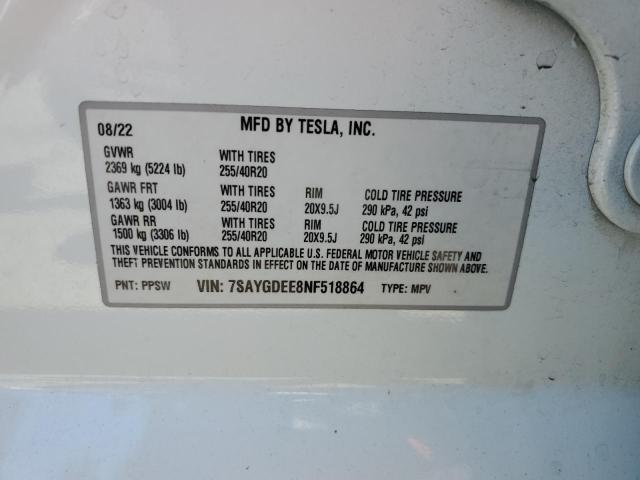 08/22 MFD BY TESLA, INC.
GVWR WITH TIRES
2369 kg (5224 lb) 255/40R20
GAWR FRT WITH TIRES RIM COLD TIRE PRESSURE
1363 kg (3004 lb) 255/40R20 20X9.5J 290 kPa, 42 psi
GAWR RR WITH TIRES RIM COLD TIRE PRESSURE
1500 kg (3306 lb) 255/40R20 20X9.5J 290 kPa, 42 psi
THIS VEHICLE CONFORMS TO ALL APPLICABLE U.S. FEDERAL MOTOR VEHICLE SAFETY AND
THEFT PREVENTION STANDARDS IN EFFECT ON THE DATE OF MANUFACTURE SHOWN ABOVE.
PNT: PPSW VIN: 7SAYGDEE8NF518864 TYPE: MPV